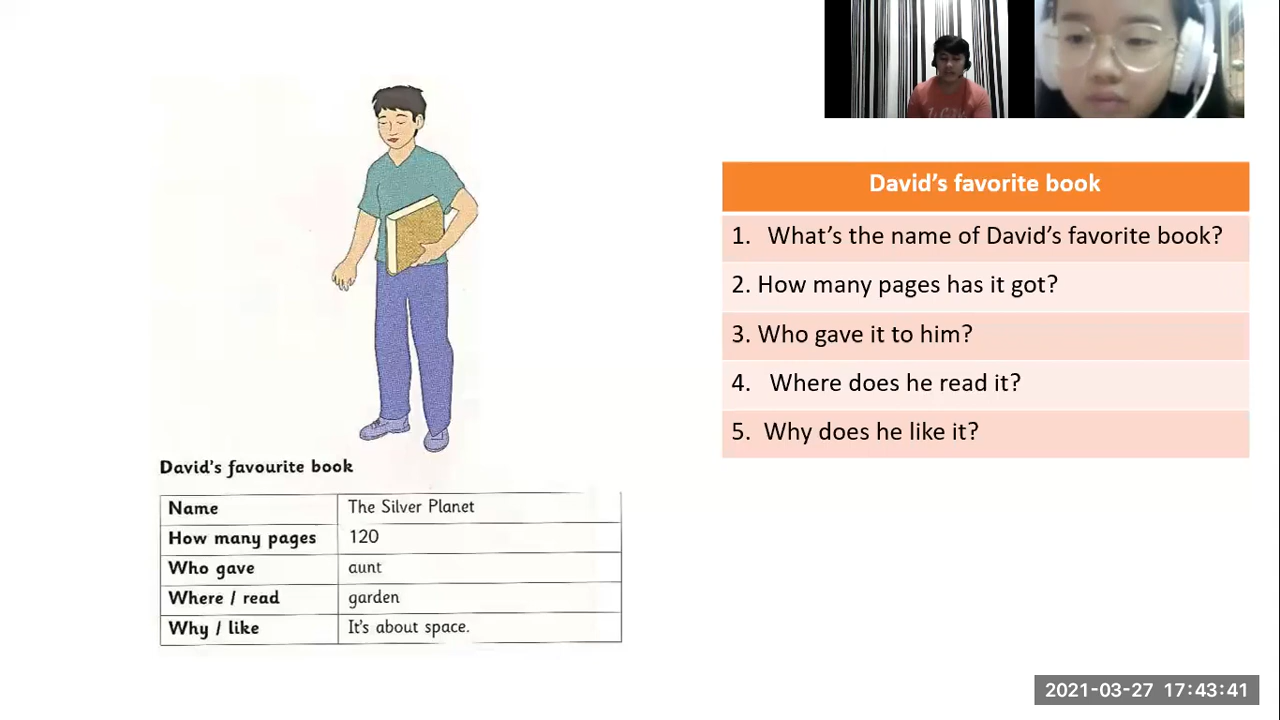 David's favorite book
1. What's the name of David's favorite book?
2. How many pages has it got?
3. Who gave it to him?
4. Where does he read it?
5. Why does he like it?
David's favourite book
Name The Silver Planet
How many pages 120
Who gave aunt
Where / read garden
Why / like It's about space.
2021-03-27 17:43:41